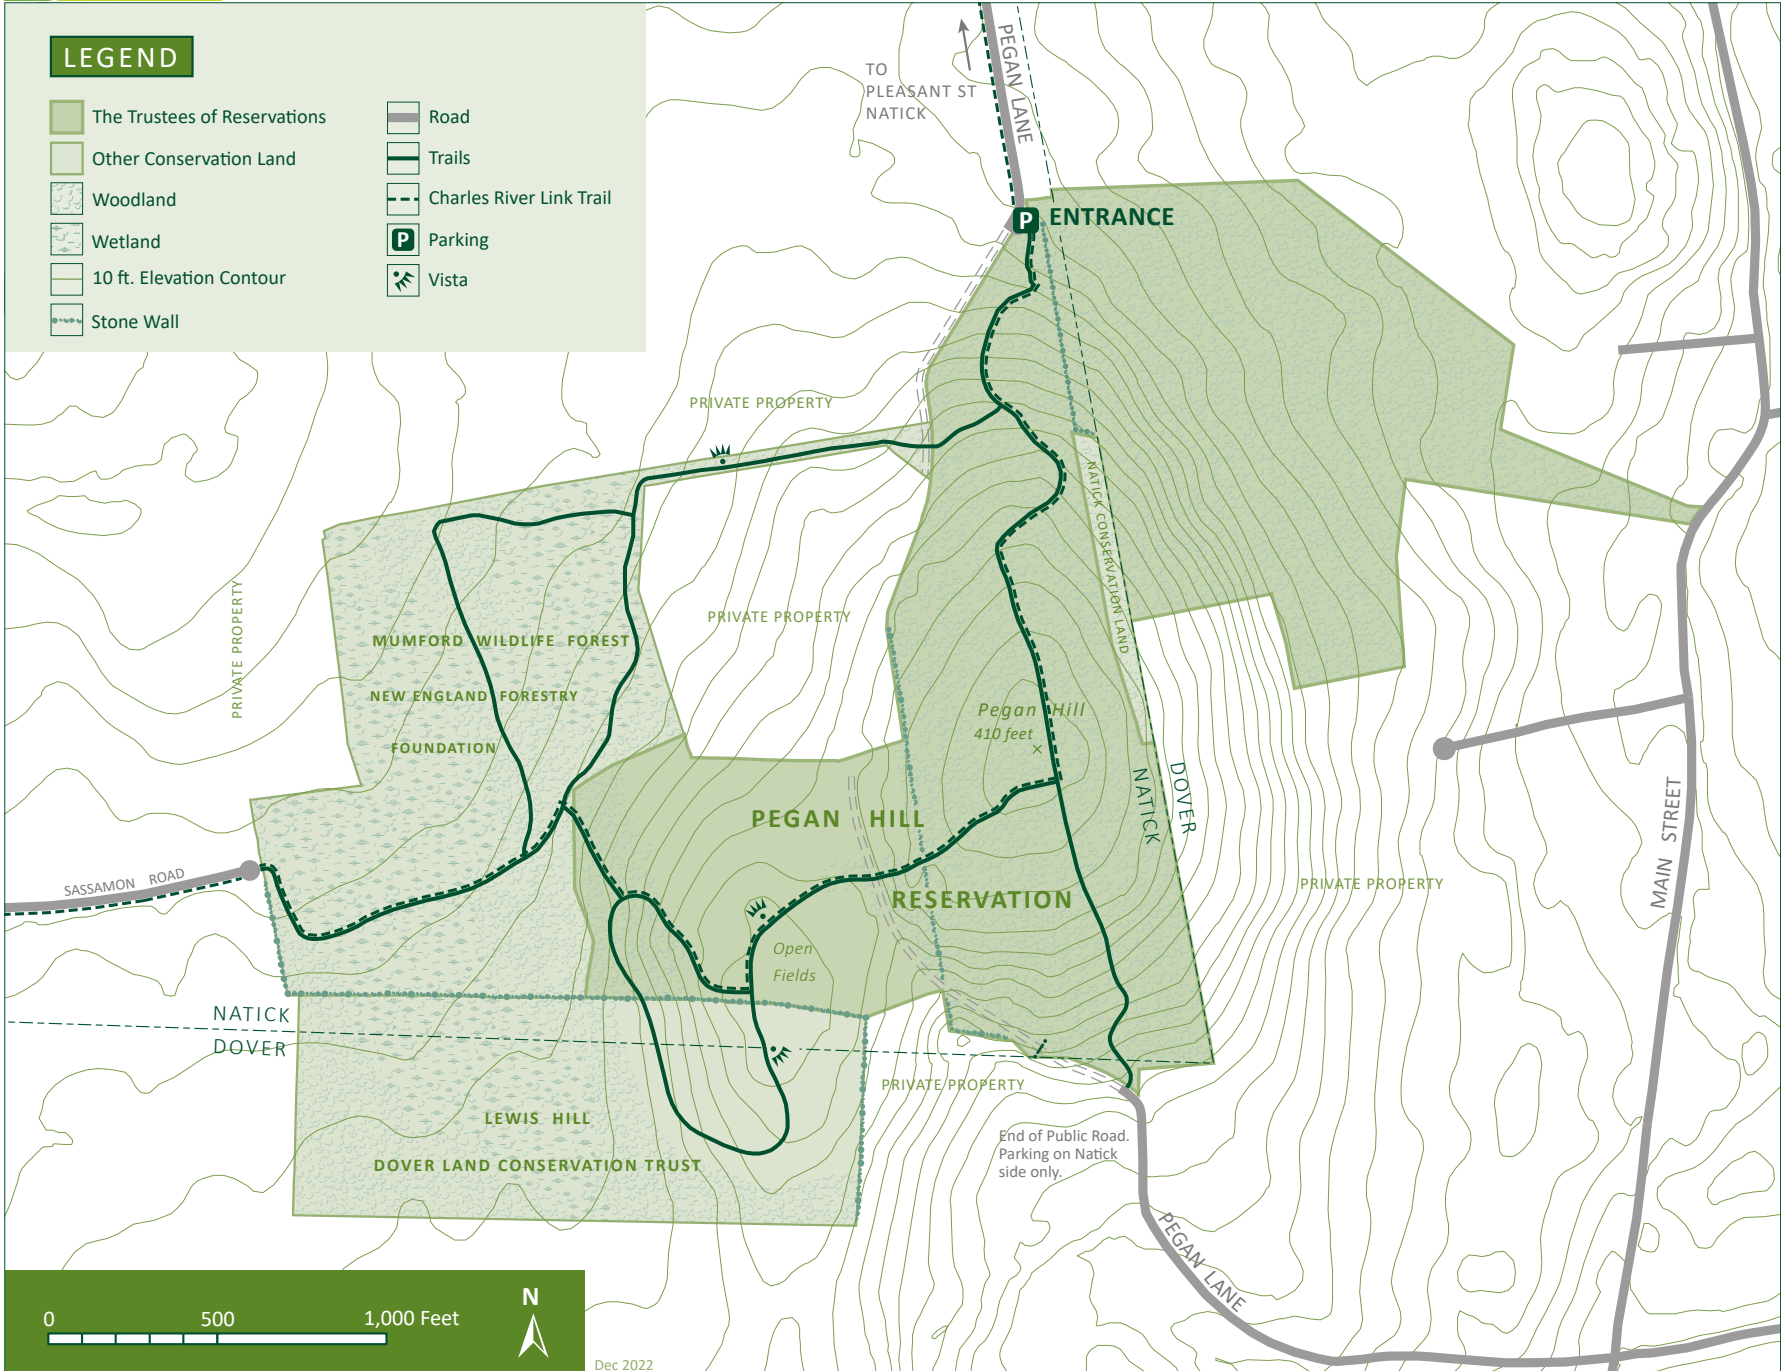 LEGEND
The Trustees of Reservations
Other Conservation Land
Woodland
Wetland
10 ft. Elevation Contour
Stone Wall
Road
Trails
Charles River Link Trail
P
Parking
Vista
TO
PLEASANT ST
NATICK
PEGAN LANE
P
ENTRANCE
PRIVATE PROPERTY
NATICK CONSERVATION LAND
PRIVATE PROPERTY
PRIVATE PROPERTY
MUMFORD WILDLIFE FOREST
NEW ENGLAND FORESTRY
FOUNDATION
Pegan Hill
410 feet
NATICK
DOVER
PEGAN HILL
RESERVATION
MAIN STREET
SASSAMON ROAD
PRIVATE PROPERTY
Open
Fields
NATICK
DOVER
PRIVATE PROPERTY
LEWIS HILL
DOVER LAND CONSERVATION TRUST
End of Public Road.
Parking on Natick
side only.
PEGAN LANE
0
500
1,000 Feet
N
Dec 2022